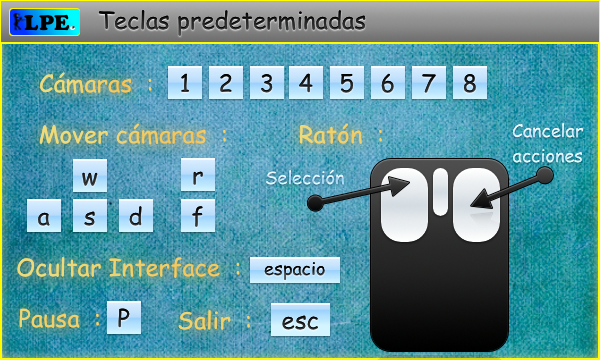 LPE. Teclas predeterminadas
Cámaras : 1 2 3 4 5 6 7 8
Mover cámaras : Ratón :
Cancelar
acciones
Selección
w r
a s d f
Ocultar Interface : espacio
Pausa : P Salir : esc